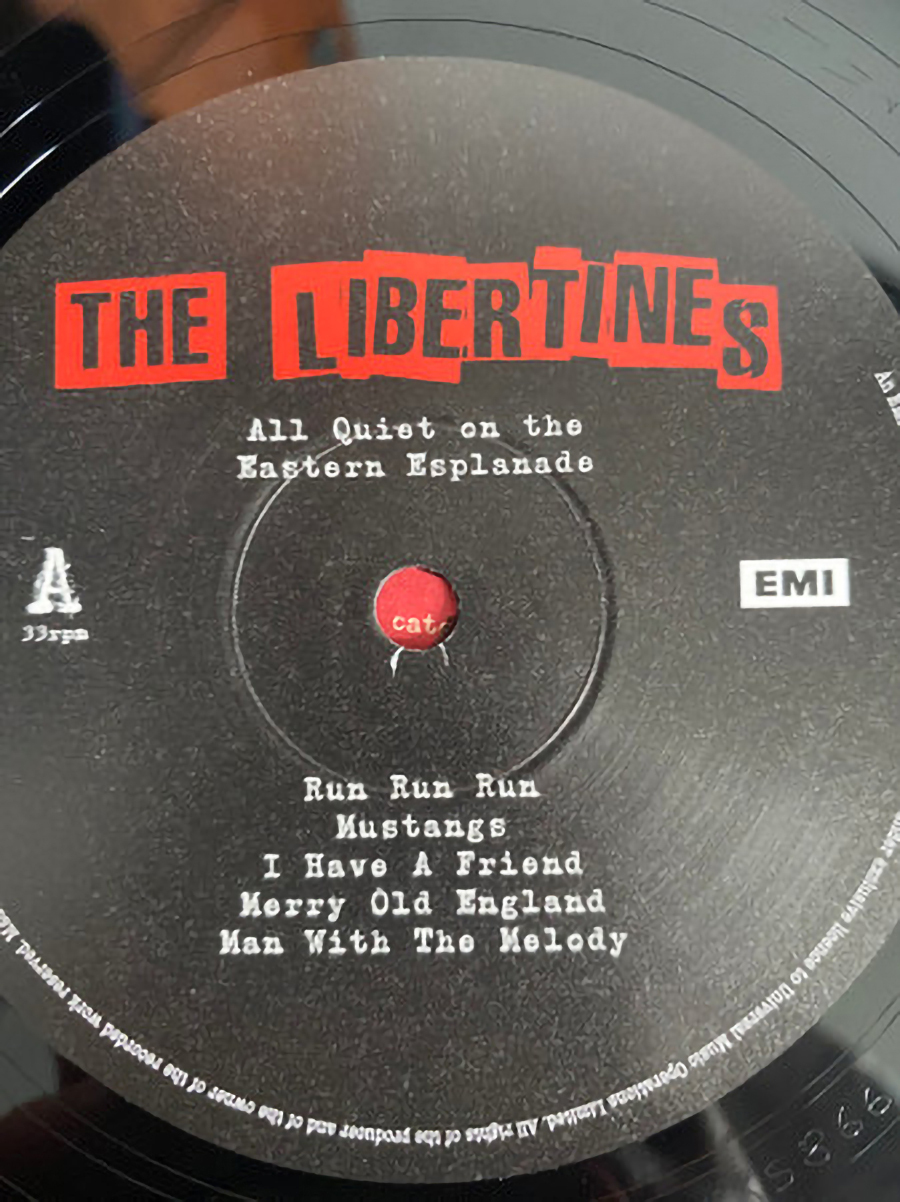 THE LIBERTINES
All Quiet on the
Eastern Esplanade
A
33rpm
EMI
cat
Run Run Run
Mustangs
I Have A Friend
Merry Old England
Man With The Melody
An
exclusive licence to Universal Music Operations Limited. All rights of the producer and of the owner of the recorded work reserved.